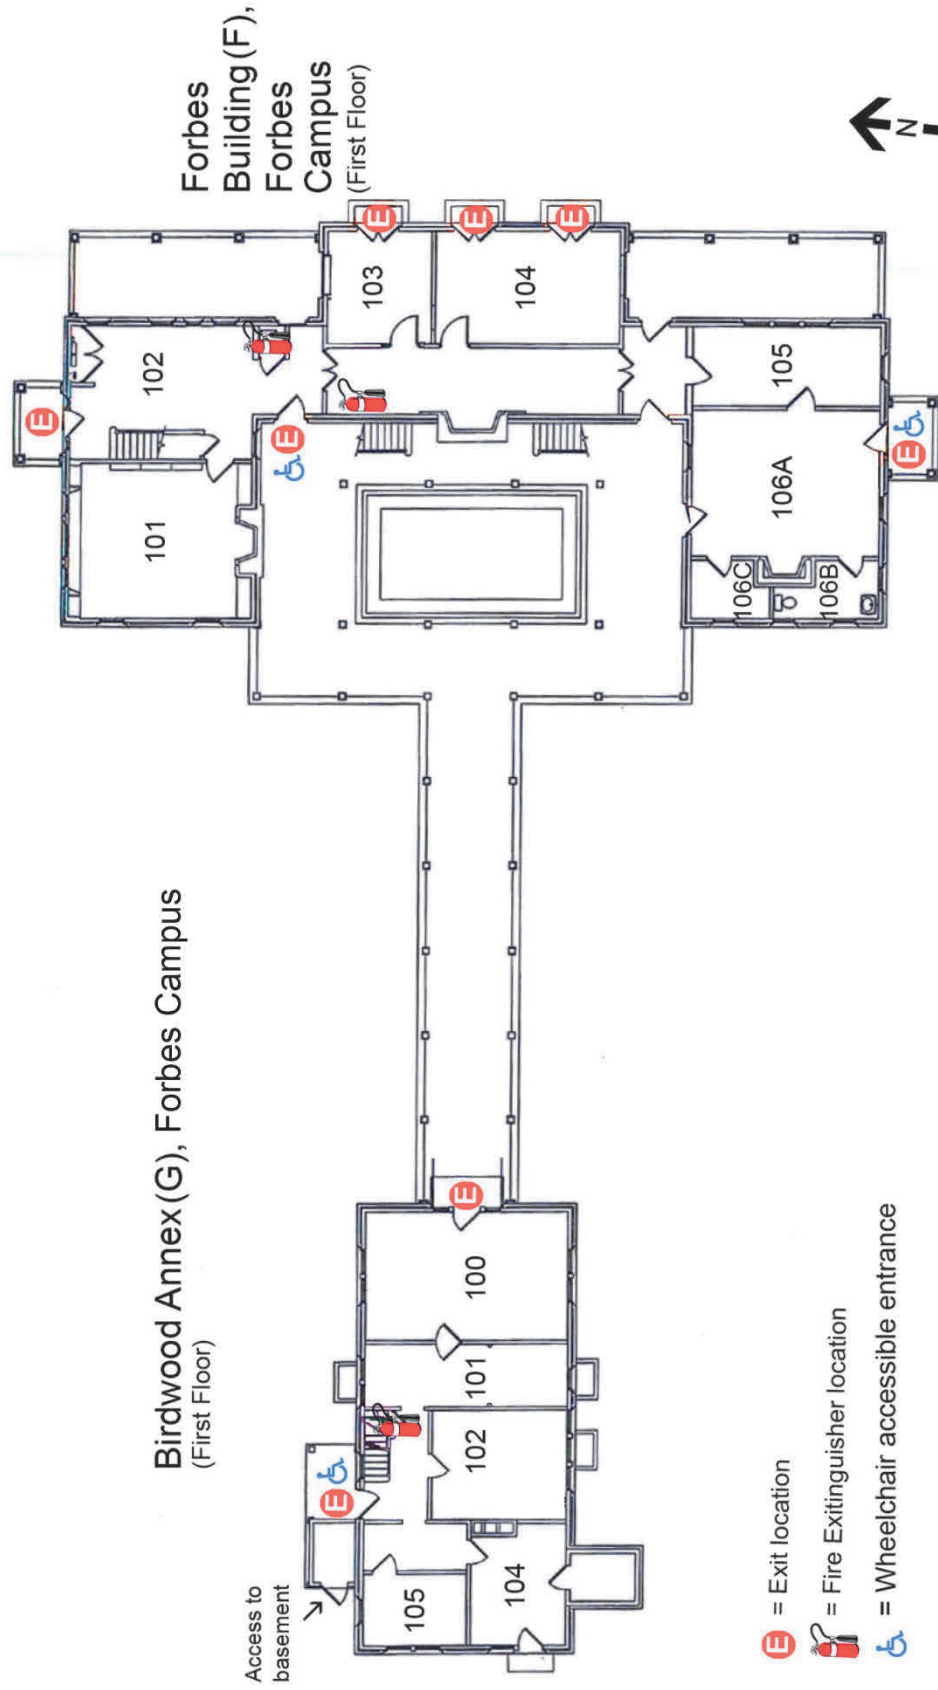 Forbes
Building (F),
Forbes
Campus
(First Floor)
N
E
102
103
E
E
E
104
101
E
105
106A
E
106C
106B
Birdwood Annex (G), Forbes Campus
(First Floor)
E
100
101
102
E
Access to
basement
105
104
E = Exit location
= Fire Exitinguisher location
= Wheelchair accessible entrance